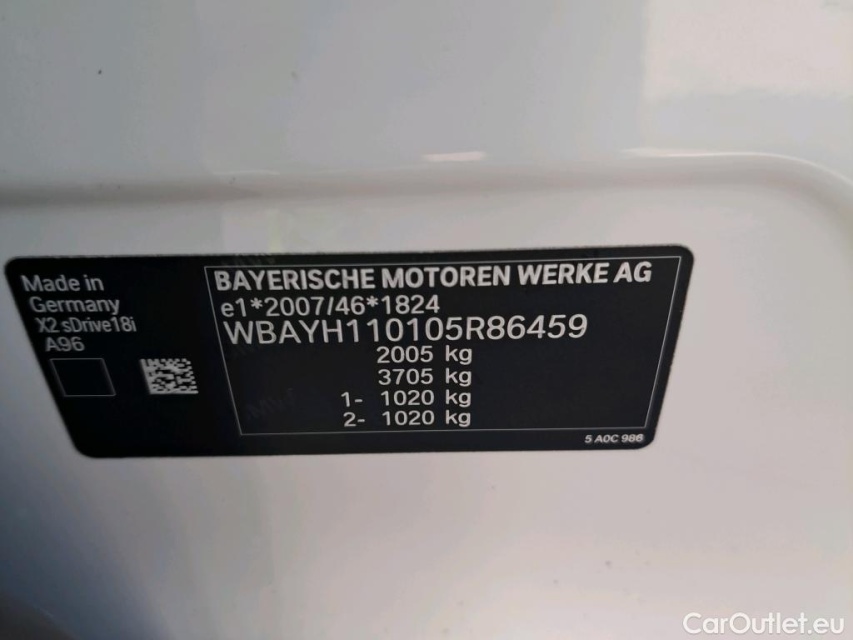 Made in
Germany
X2 sDrive18i
A96
BAYERISCHE MOTOREN WERKE AG
e1*2007/46*1824
WBAYH110105R86459
2005 kg
3705 kg
1- 1020 kg
2- 1020 kg
5 A0C 986
CarOutlet.eu